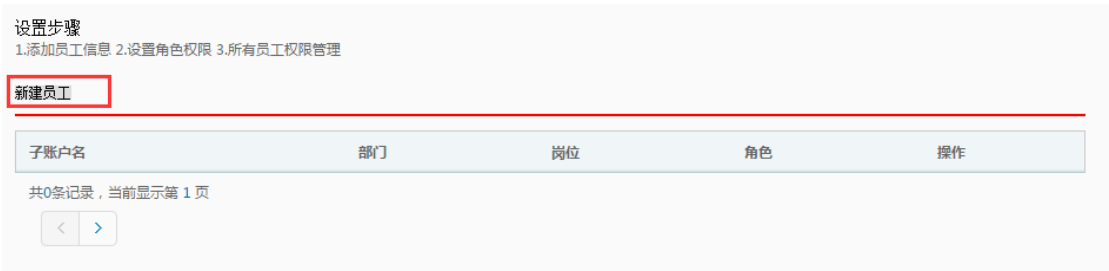 设置步骤
1.添加员工信息 2.设置角色权限 3.所有员工权限管理
新建员工
子账户名 部门 岗位 角色 操作
共0条记录，当前显示第 1 页
< >